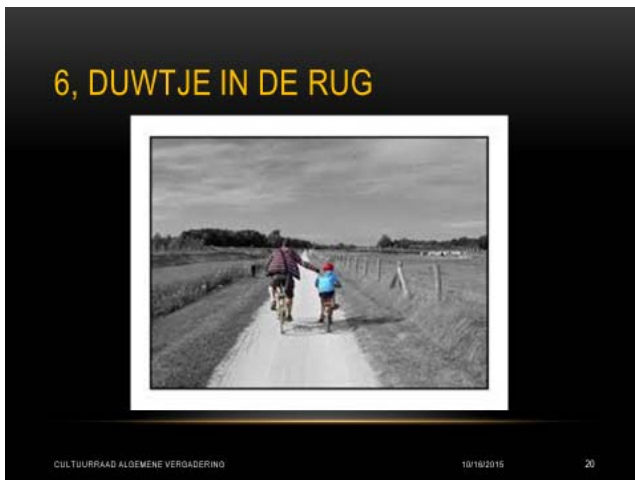 6, DUWTJE IN DE RUG
CULTUURRAAD ALGEMENE VERGADERING
10/16/2015
20